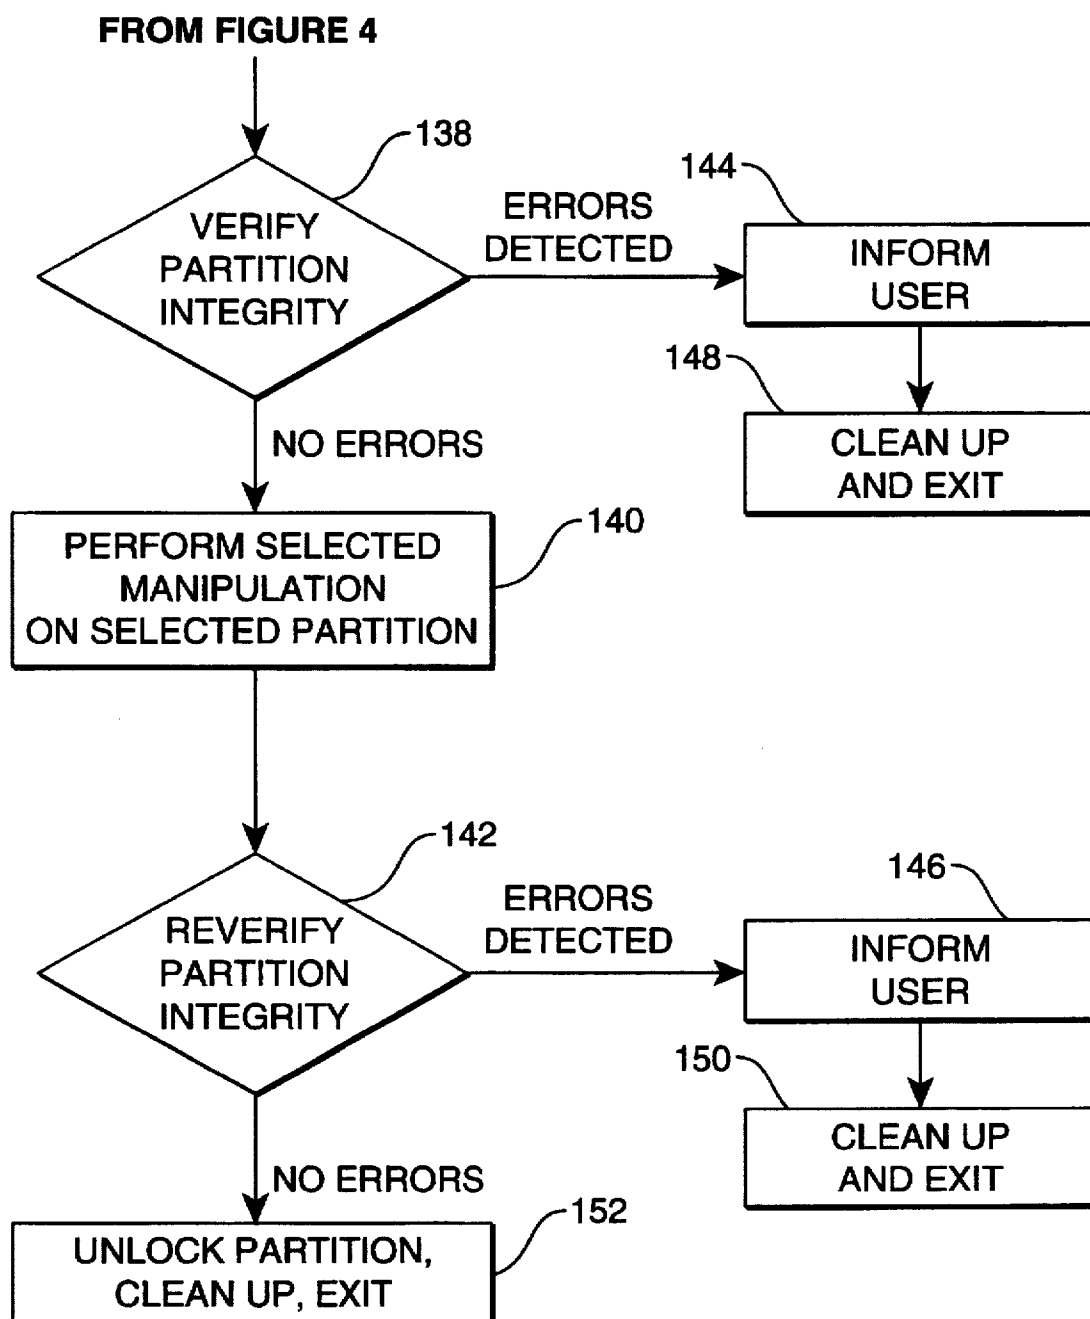 FROM FIGURE 4
138
VERIFY
PARTITION
INTEGRITY
ERRORS
DETECTED
144
INFORM
USER
148
CLEAN UP
AND EXIT
NO ERRORS
140
PERFORM SELECTED
MANIPULATION
ON SELECTED PARTITION
142
REVERIFY
PARTITION
INTEGRITY
ERRORS
DETECTED
146
INFORM
USER
150
CLEAN UP
AND EXIT
NO ERRORS
152
UNLOCK PARTITION,
CLEAN UP, EXIT